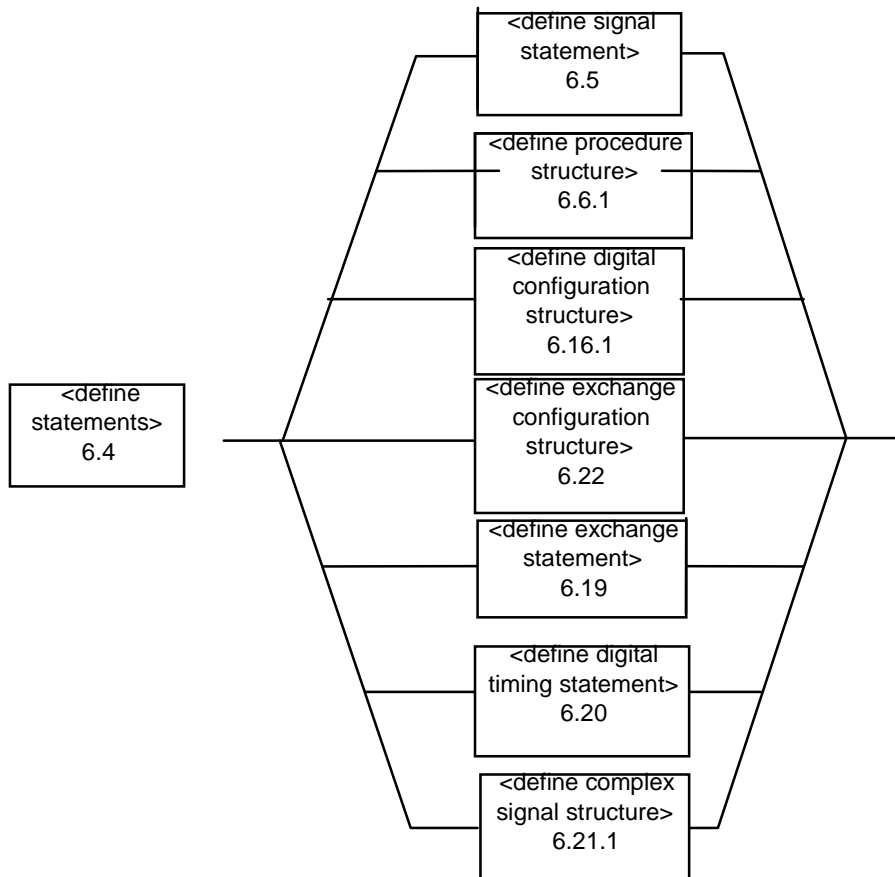 <define signal
statement>
6.5
<define procedure
structure>
6.6.1
<define digital
configuration
structure>
6.16.1
<define
statements>
6.4
<define exchange
configuration
structure>
6.22
<define exchange
statement>
6.19
<define digital
timing statement>
6.20
<define complex
signal structure>
6.21.1